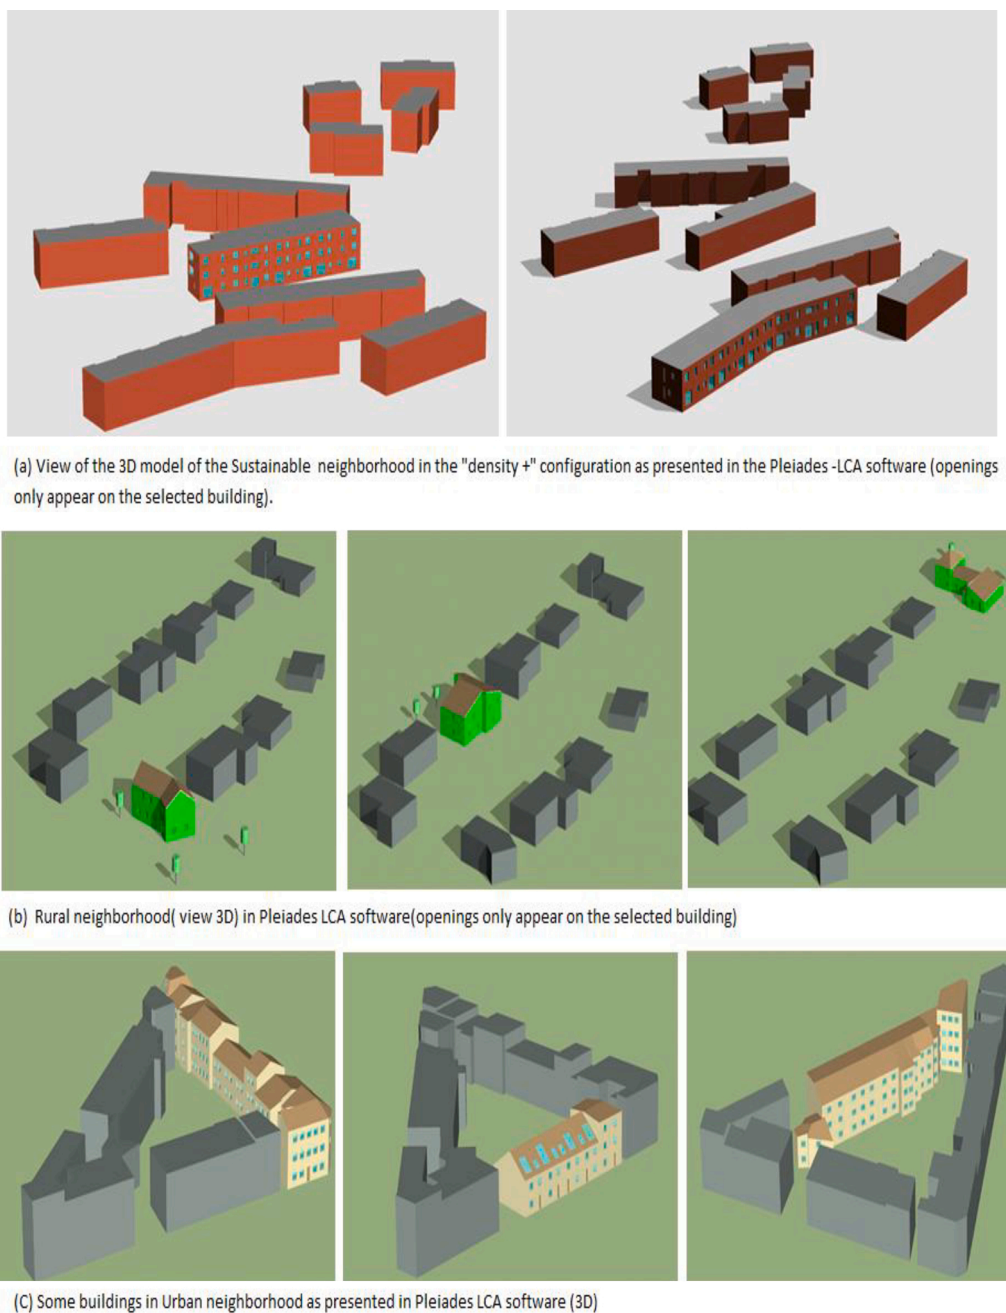 (a) View of the 3D model of the Sustainable neighborhood in the "density +" configuration as presented in the Pleiades -LCA software (openings
only appear on the selected building).
(b) Rural neighborhood( view 3D) in Pleiades LCA software(openings only appear on the selected building)
(C) Some buildings in Urban neighborhood as presented in Pleiades LCA software (3D)